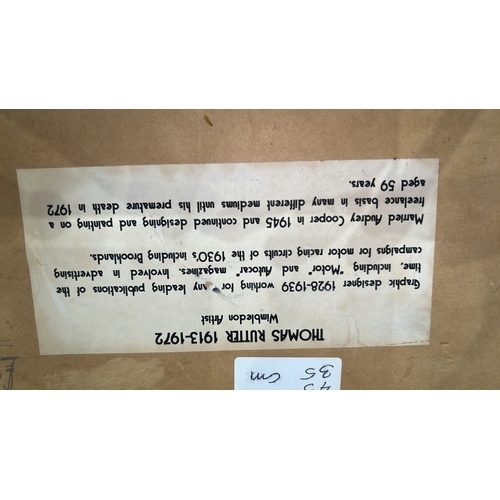 THOMAS RUTTER 1913-1972
Wimbledon Artist
Graphic designer 1926-1939 working for any leading publications of the
time, including "Motor" and "Autocar" magazines. Involved in advertising
campaigns for motor racing circuits of the 1930's including Brooklands.
Married Audrey Cooper in 1945 and continued designing and painting on a
freelance basis in many different mediums until his premature death in 1972
aged 59 years.
35 cm
45